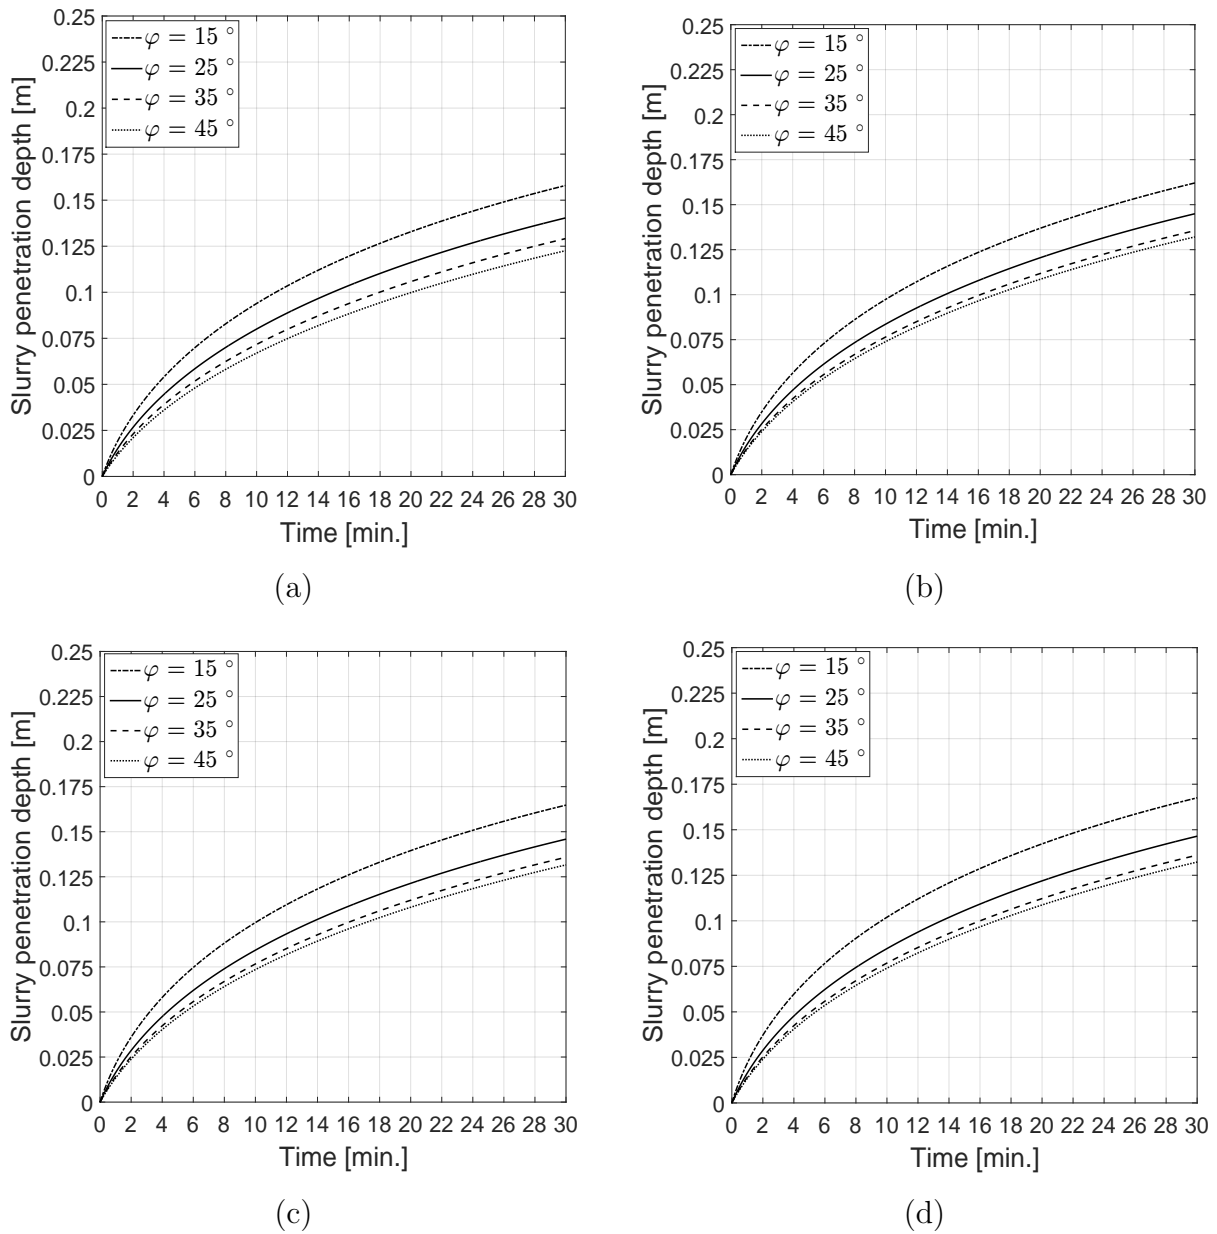 0.25
0.225
0.2
0.175
0.15
0.125
0.1
0.075
0.05
0.025
0
Slurry penetration depth [m]
φ = 15 °
φ = 25 °
φ = 35 °
φ = 45 °
0 2 4 6 8 10 12 14 16 18 20 22 24 26 28 30
Time [min.]
(a)
0.25
0.225
0.2
0.175
0.15
0.125
0.1
0.075
0.05
0.025
0
Slurry penetration depth [m]
φ = 15 °
φ = 25 °
φ = 35 °
φ = 45 °
0 2 4 6 8 10 12 14 16 18 20 22 24 26 28 30
Time [min.]
(b)
0.25
0.225
0.2
0.175
0.15
0.125
0.1
0.075
0.05
0.025
0
Slurry penetration depth [m]
φ = 15 °
φ = 25 °
φ = 35 °
φ = 45 °
0 2 4 6 8 10 12 14 16 18 20 22 24 26 28 30
Time [min.]
(c)
0.25
0.225
0.2
0.175
0.15
0.125
0.1
0.075
0.05
0.025
0
Slurry penetration depth [m]
φ = 15 °
φ = 25 °
φ = 35 °
φ = 45 °
0 2 4 6 8 10 12 14 16 18 20 22 24 26 28 30
Time [min.]
(d)